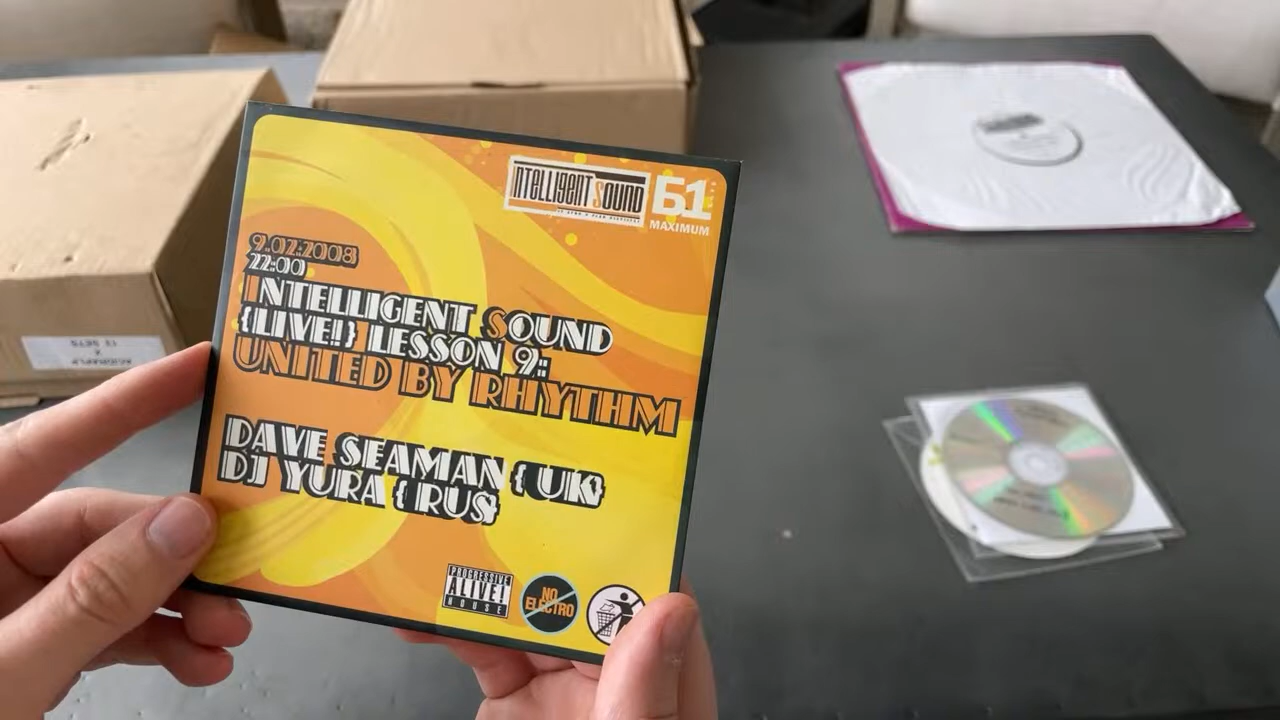 INTELLIGENT SOUND
Б1
MAXIMUM
9.02.2008
22:00
INTELLIGENT SOUND
{LIVE!} LESSON 9:
UNITED BY RHYTHM
DAVE SEAMAN {UK}
DJ YURA {RUS}
PROGRESSIVE
ALIVE!
HOUSE
NO
ELECTRO